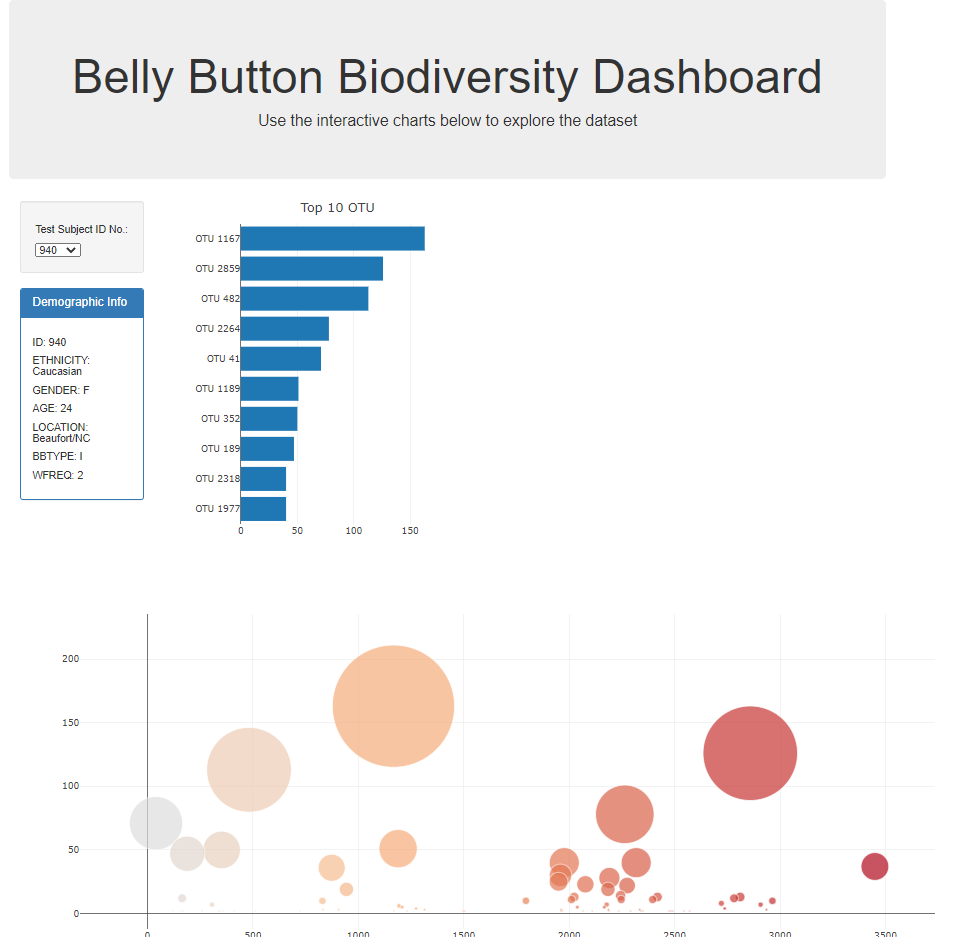 Belly Button Biodiversity Dashboard
Use the interactive charts below to explore the dataset
Test Subject ID No.:
940
Demographic Info
ID: 940
ETHNICITY:
Caucasian
GENDER: F
AGE: 24
LOCATION:
Beaufort/NC
BBTYPE: I
WFREQ: 2
Top 10 OTU
OTU 1167
OTU 2859
OTU 482
OTU 2264
OTU 41
OTU 1189
OTU 352
OTU 189
OTU 2318
OTU 1977
0 50 100 150
200
150
100
50
0
0 500 1000 1500 2000 2500 3000 3500